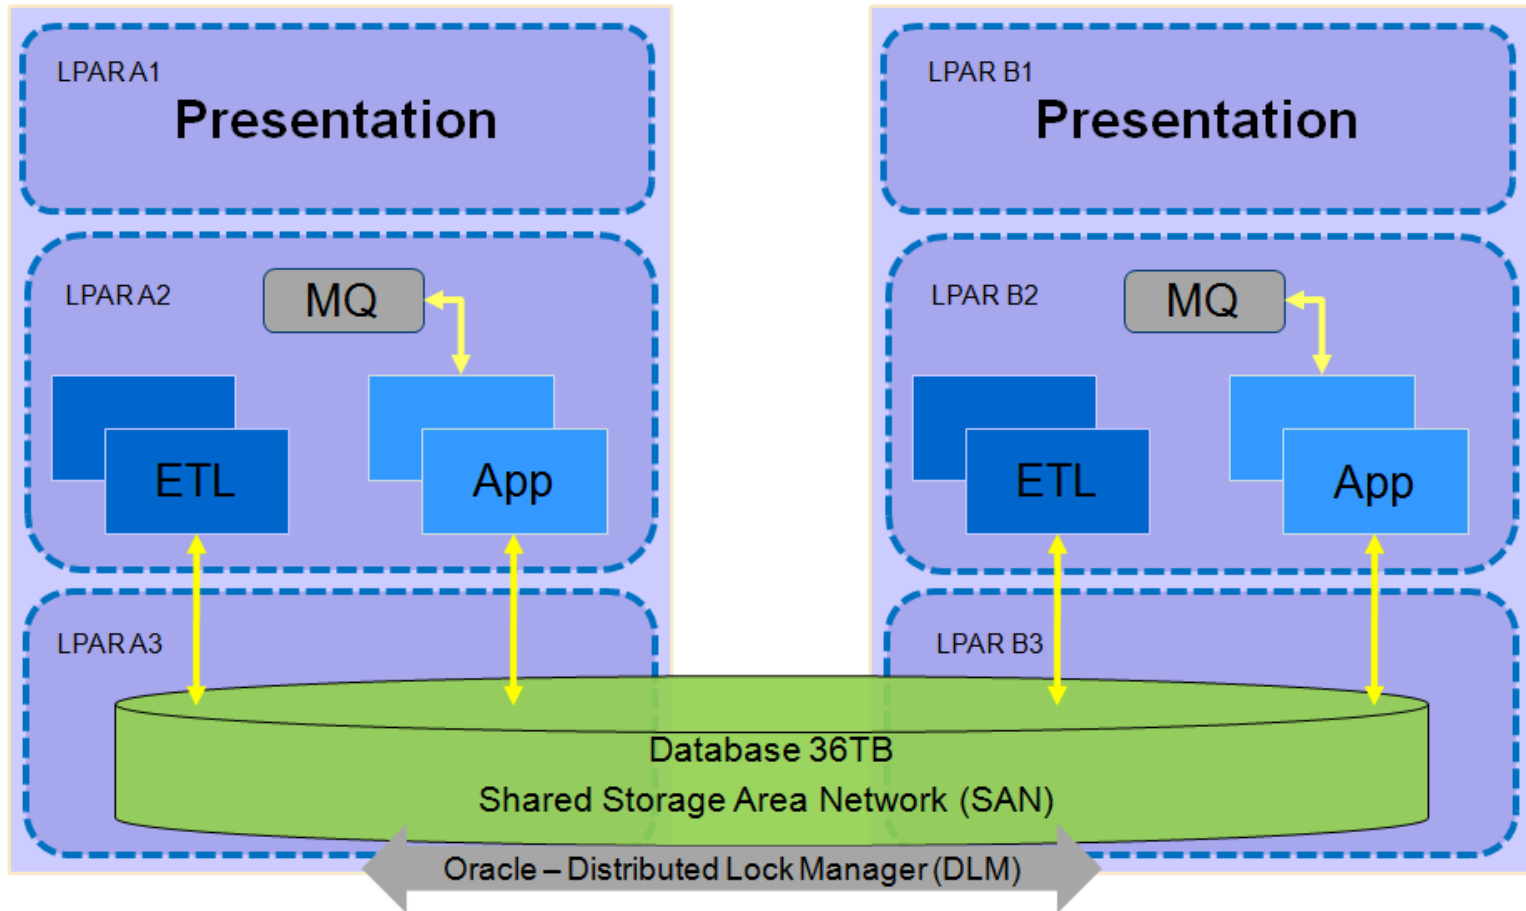 LPAR A1
Presentation
LPAR A2
MQ
ETL
App
LPAR A3
LPAR B1
Presentation
LPAR B2
MQ
ETL
App
LPAR B3
Database 36TB
Shared Storage Area Network (SAN)
Oracle – Distributed Lock Manager (DLM)